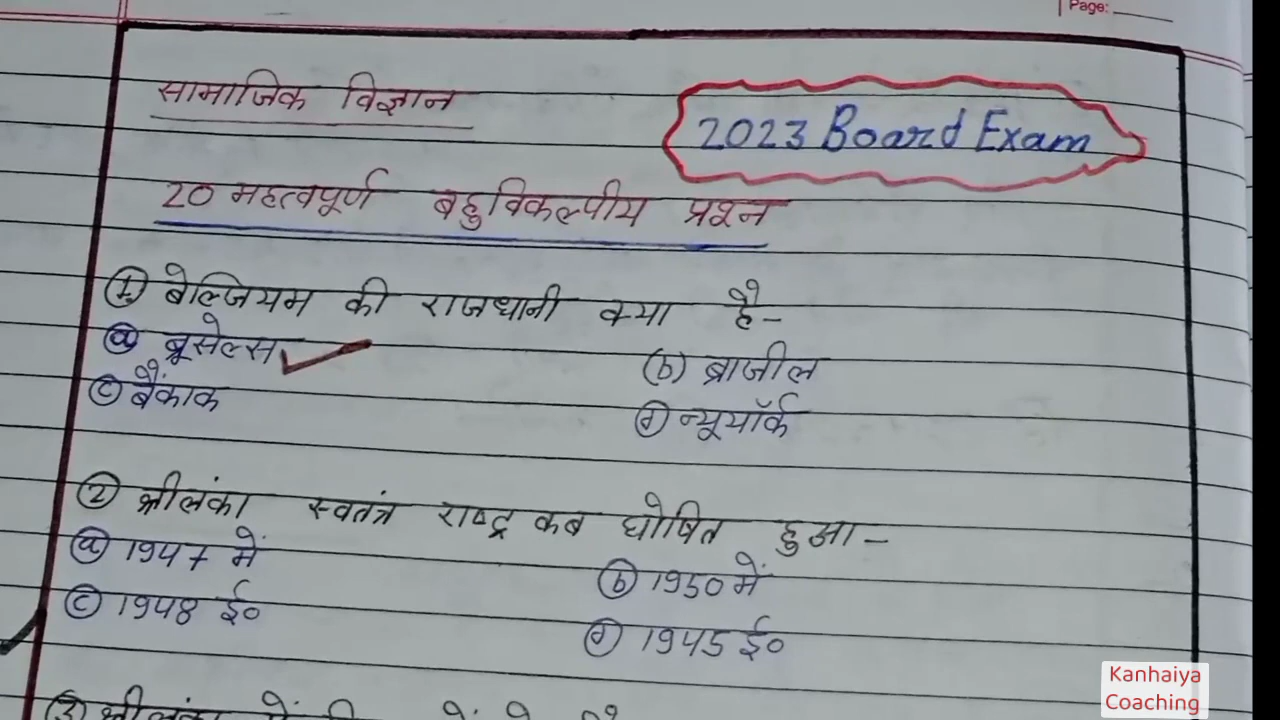 Page:
सामाजिक विज्ञान
2023 Board Exam
20 महत्वपूर्ण बहुविकल्पीय प्रश्न
① बेल्जियम की राजधानी क्या है-
ⓐ ब्रूसेल्स ✓ (b) ब्राजील
ⓒ बैंकाक ⓓ न्यूयॉर्क
② श्रीलंका स्वतंत्र राष्ट्र कब घोषित हुआ-
ⓐ 1947 में ⓑ 1950 में
ⓒ 1948 ई० ⓓ 1945 ई०
③ श्रीलंका में
Kanhaiya
Coaching